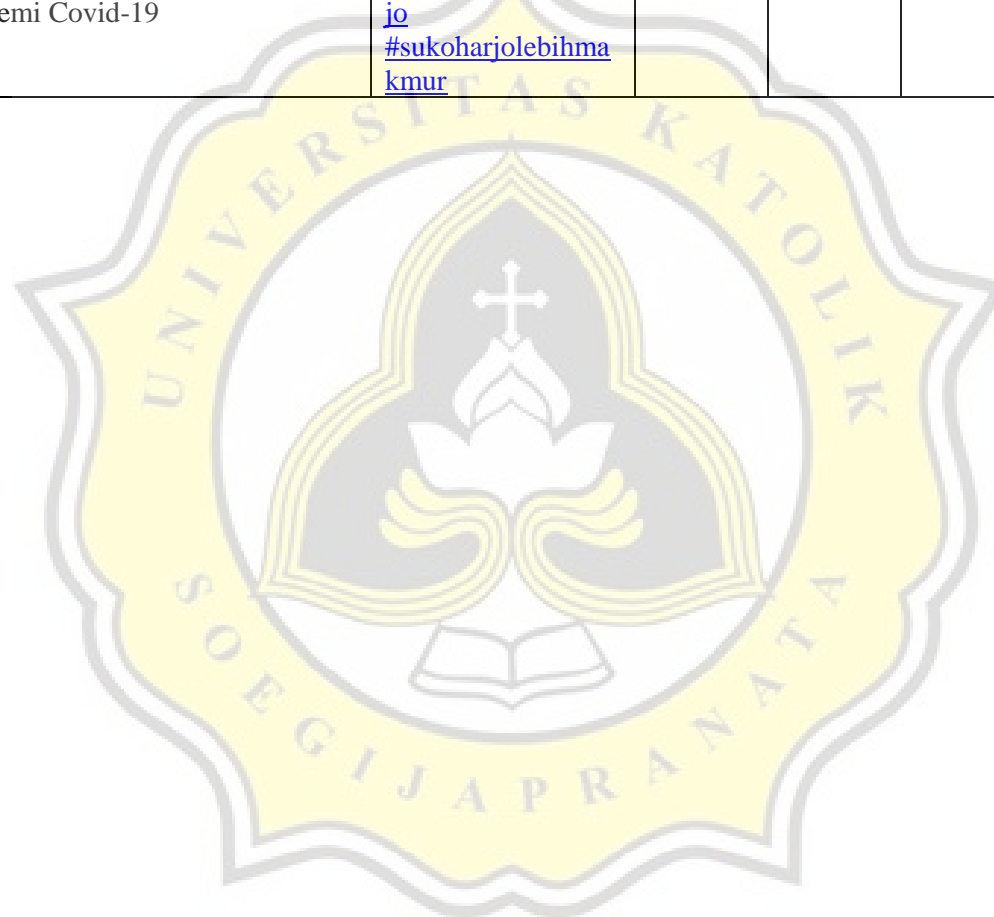 emi Covid-19
jo
#sukoharjolebihma
kmur
UNIVERSITAS KATOLIK
SOEGIJAPRANATA